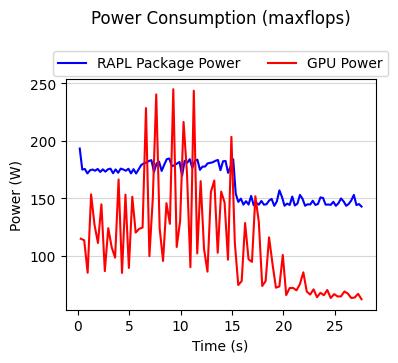 Power Consumption (maxflops)
RAPL Package Power
GPU Power
250
200
150
100
Power (W)
0
5
10
15
20
25
Time (s)